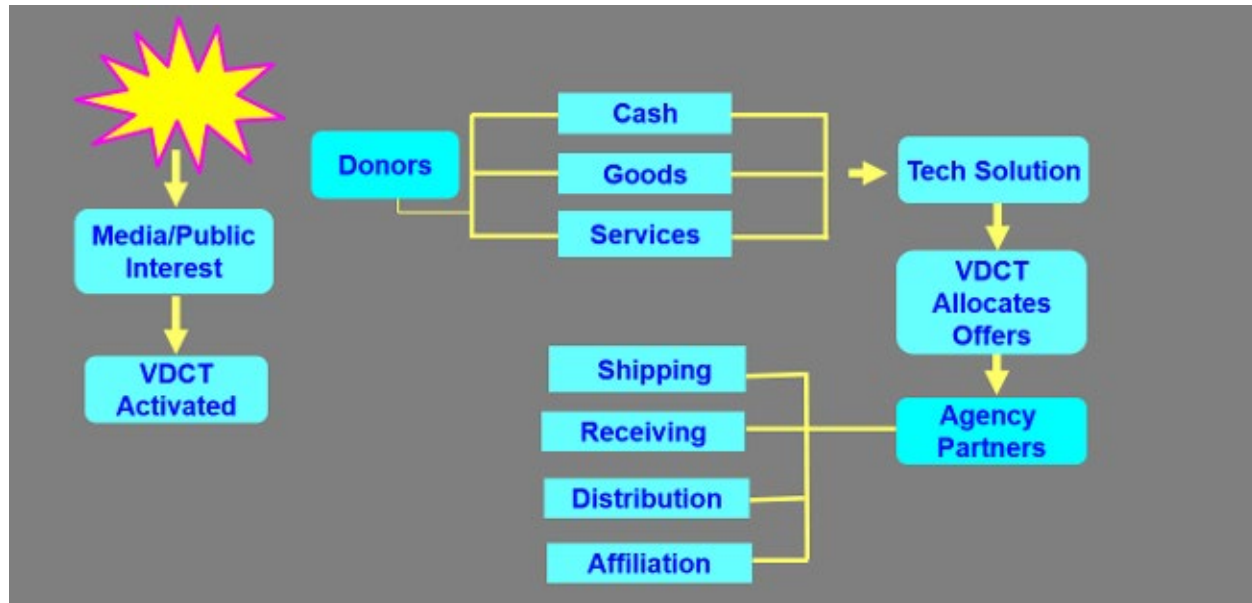 Media/Public
Interest
VDCT
Activated
Donors
Cash
Goods
Services
Tech Solution
VDCT
Allocates
Offers
Agency
Partners
Shipping
Receiving
Distribution
Affiliation